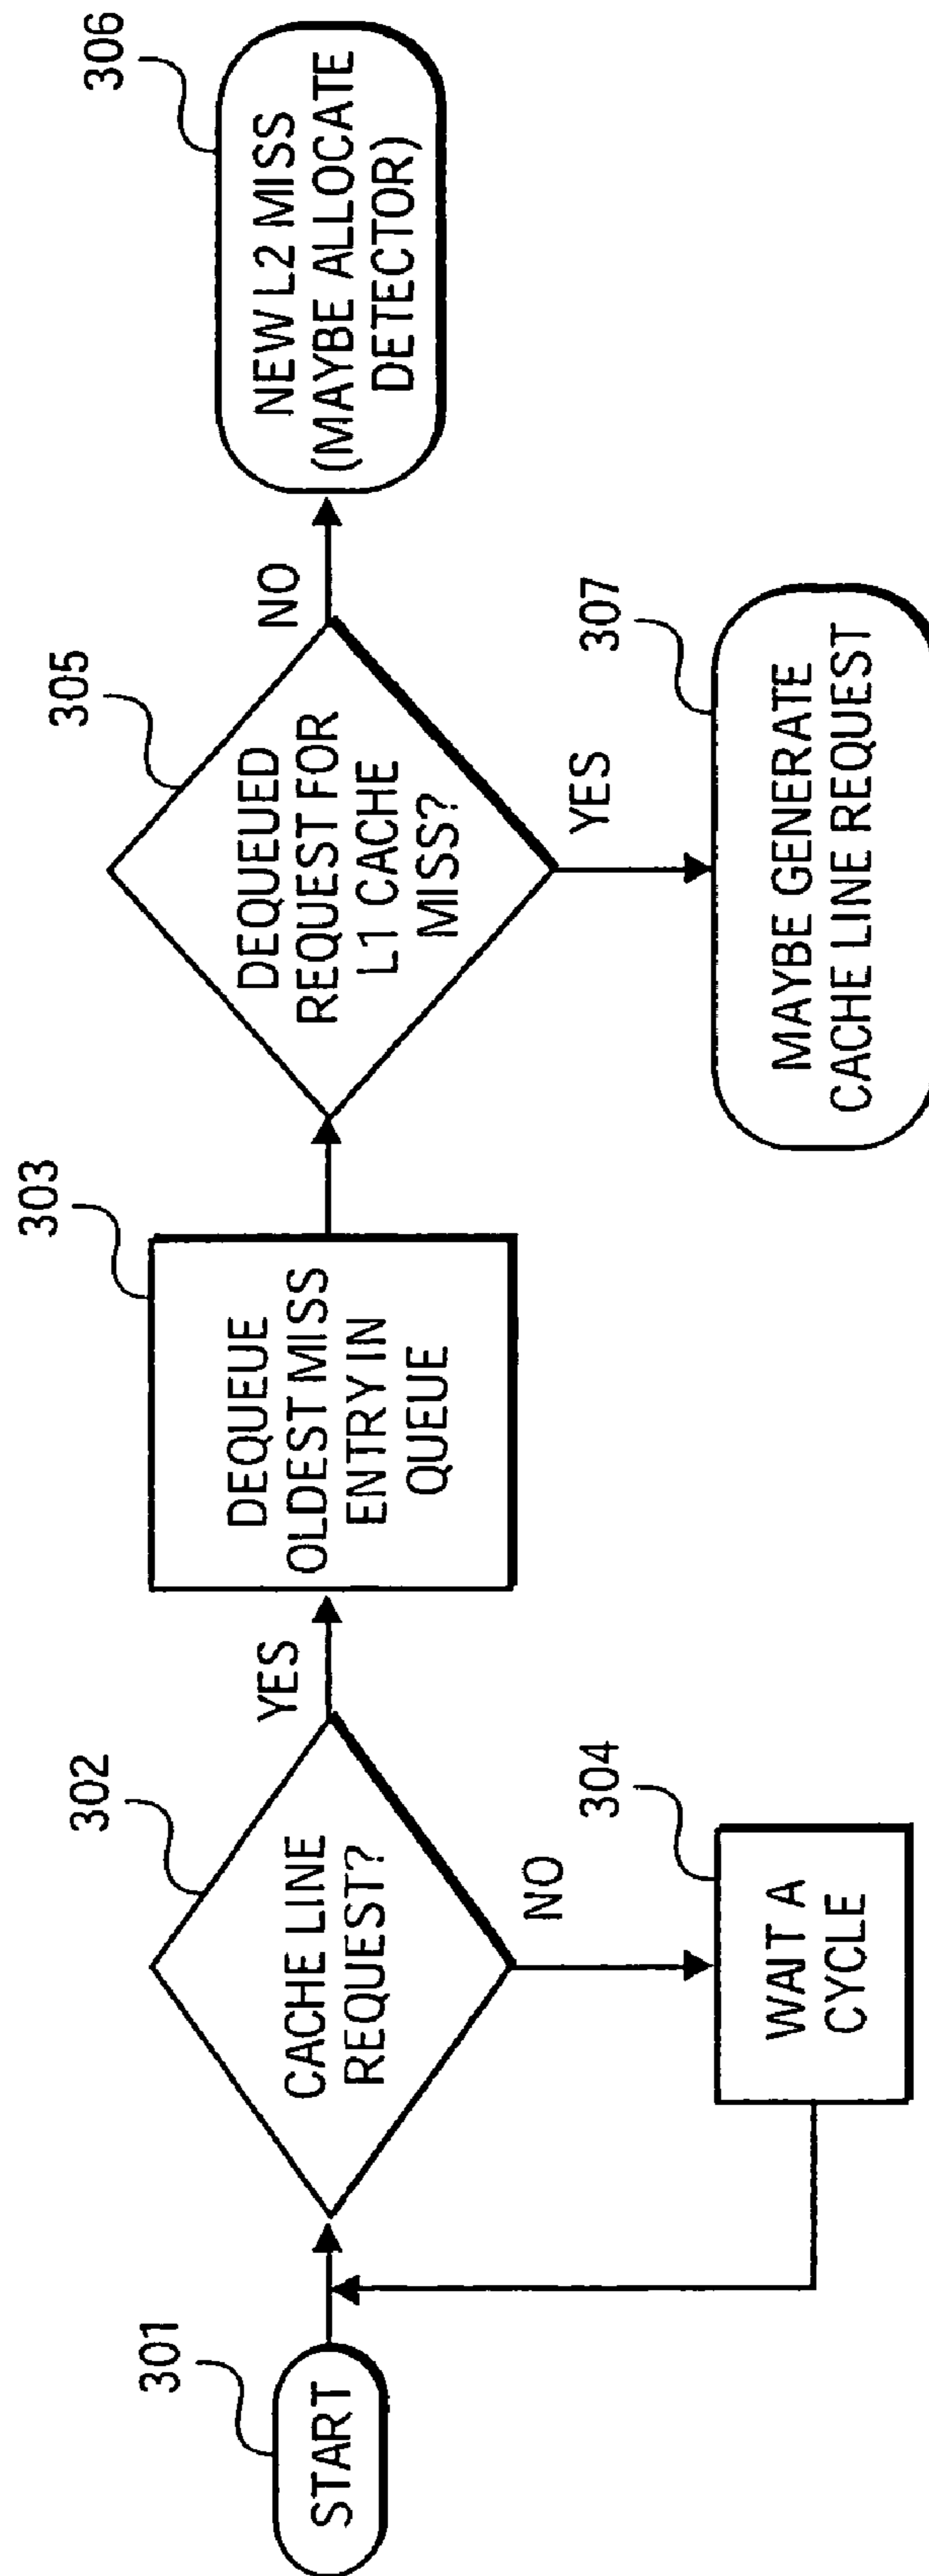 301
START
302
CACHE LINE
REQUEST?
YES
NO
304
WAIT A
CYCLE
303
DEQUEUE
OLDEST MISS
ENTRY IN
QUEUE
305
DEQUEUED
REQUEST FOR
L1 CACHE
MISS?
NO
YES
306
NEW L2 MISS
(MAYBE ALLOCATE
DETECTOR)
307
MAYBE GENERATE
CACHE LINE REQUEST